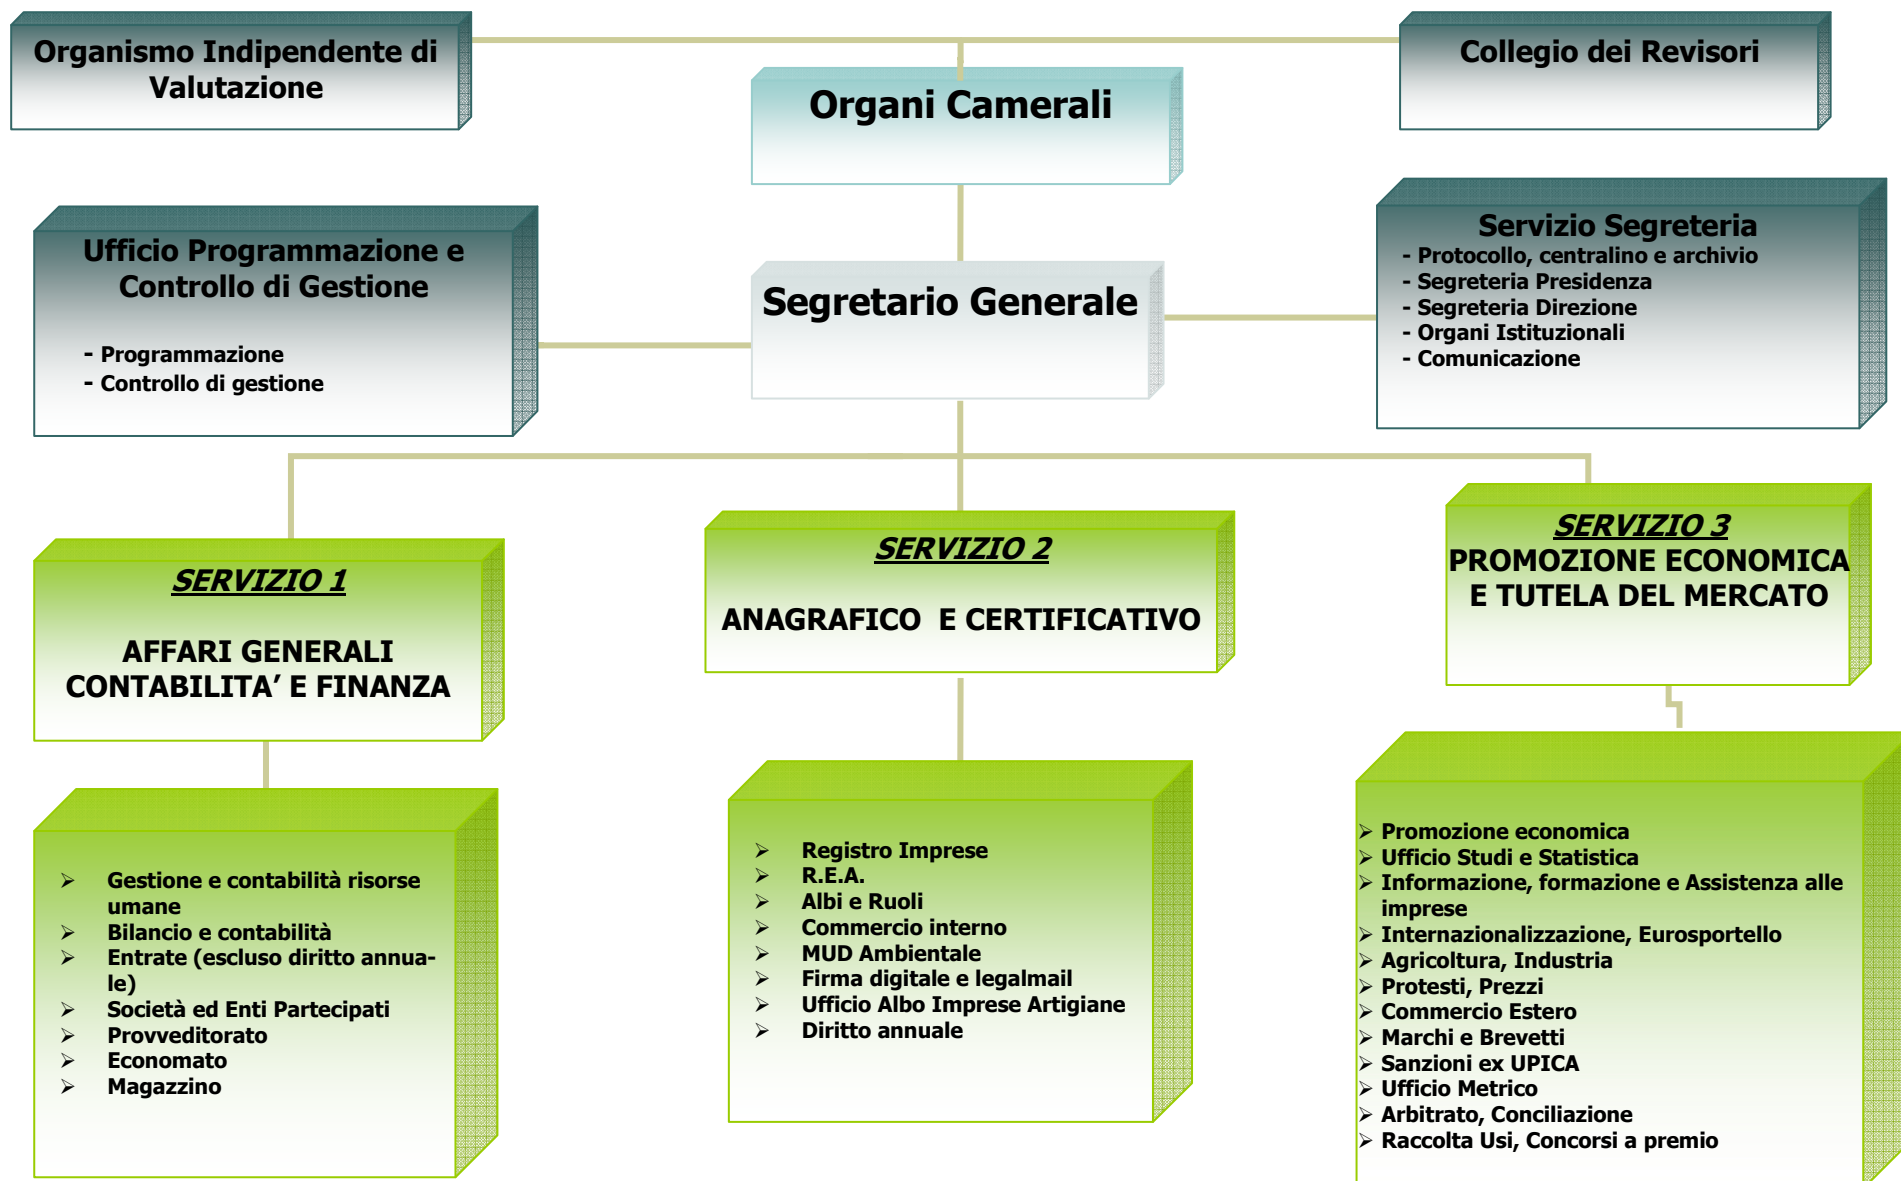 Organismo Indipendente di
Valutazione
Collegio dei Revisori
Organi Camerali
Ufficio Programmazione e
Controllo di Gestione
- Programmazione
- Controllo di gestione
Segretario Generale
Servizio Segreteria
- Protocollo, centralino e archivio
- Segreteria Presidenza
- Segreteria Direzione
- Organi Istituzionali
- Comunicazione
SERVIZIO 1
AFFARI GENERALI
CONTABILITA’ E FINANZA
SERVIZIO 2
ANAGRAFICO E CERTIFICATIVO
SERVIZIO 3
PROMOZIONE ECONOMICA
E TUTELA DEL MERCATO
➢ Gestione e contabilità risorse
umane
➢ Bilancio e contabilità
➢ Entrate (escluso diritto annua-
le)
➢ Società ed Enti Partecipati
➢ Provveditorato
➢ Economato
➢ Magazzino
➢ Registro Imprese
➢ R.E.A.
➢ Albi e Ruoli
➢ Commercio interno
➢ MUD Ambientale
➢ Firma digitale e legalmail
➢ Ufficio Albo Imprese Artigiane
➢ Diritto annuale
➢ Promozione economica
➢ Ufficio Studi e Statistica
➢ Informazione, formazione e Assistenza alle
imprese
➢ Internazionalizzazione, Eurosportello
➢ Agricoltura, Industria
➢ Protesti, Prezzi
➢ Commercio Estero
➢ Marchi e Brevetti
➢ Sanzioni ex UPICA
➢ Ufficio Metrico
➢ Arbitrato, Conciliazione
➢ Raccolta Usi, Concorsi a premio